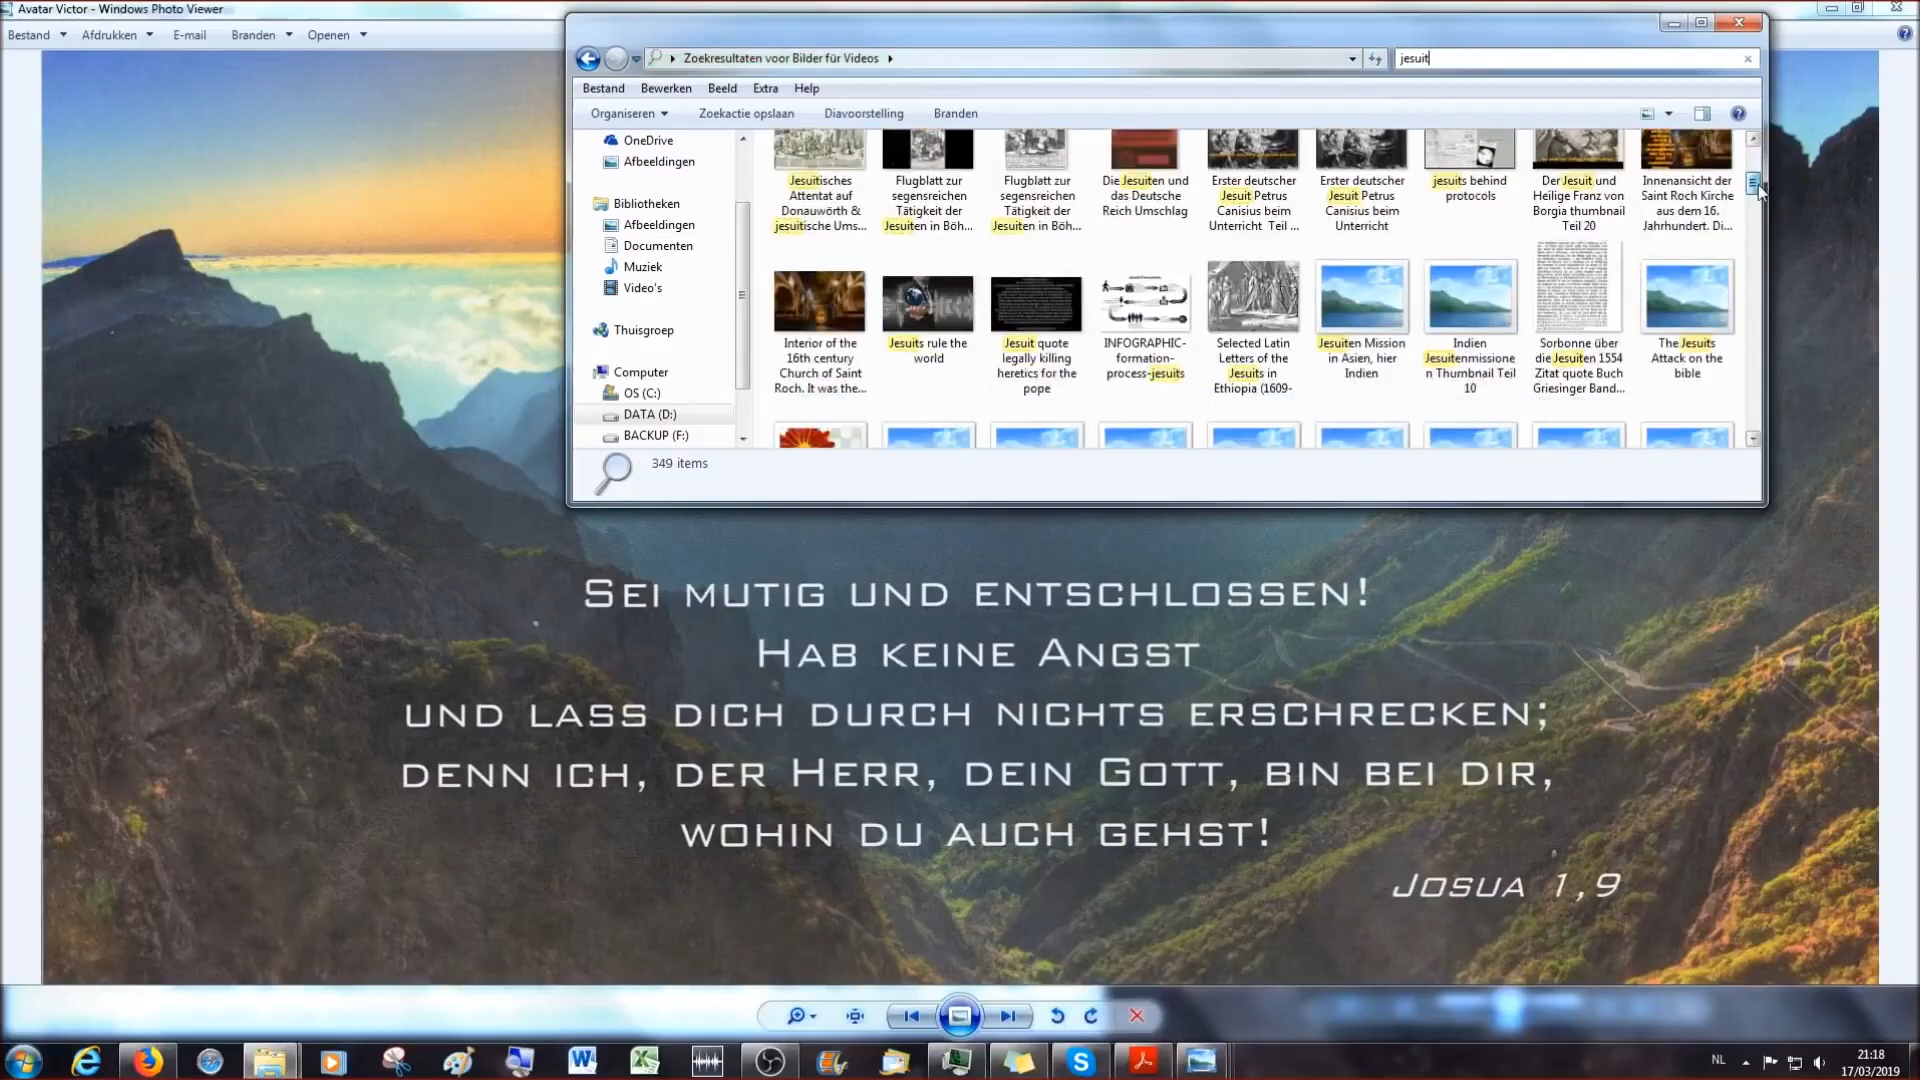 Avatar Victor - Windows Photo Viewer
Bestand Afdrukken E-mail Branden Openen
Zoekresultaten voor Bilder für Videos
jesuit
Bestand Bewerken Beeld Extra Help
Organiseren Zoekactie opslaan Diavoorstelling Branden
OneDrive
Afbeeldingen
Bibliotheken
Afbeeldingen
Documenten
Muziek
Video's
Thuisgroep
Computer
OS (C:)
DATA (D:)
BACKUP (F:)
Jesuitisches
Attentat auf
Donauwörth &
jesuitische Ums...
Flugblatt zur
segensreichen
Tätigkeit der
Jesuiten in Böh...
Flugblatt zur
segensreichen
Tätigkeit der
Jesuiten in Böh...
Die Jesuiten und
das Deutsche
Reich Umschlag
Erster deutscher
Jesuit Petrus
Canisius beim
Unterricht Teil ...
Erster deutscher
Jesuit Petrus
Canisius beim
Unterricht
jesuits behind
protocols
Der Jesuit und
Heilige Franz von
Borgia thumbnail
Teil 20
Innenansicht der
Saint Roch Kirche
aus dem 16.
Jahrhundert. Di...
Interior of the
16th century
Church of Saint
Roch. It was the...
Jesuits rule the
world
Jesuit quote
legally killing
heretics for the
pope
INFOGRAPHIC-
formation-
process-jesuits
Selected Latin
Letters of the
Jesuits in
Ethiopia (1609-
Jesuiten Mission
in Asien, hier
Indien
Indien
Jesuitenmissione
n Thumbnail Teil
10
Sorbonne über
die Jesuiten 1554
Zitat quote Buch
Griesinger Band...
The Jesuits
Attack on the
bible
349 items
Sei mutig und entschlossen!
Hab keine Angst
und lass dich durch nichts erschrecken;
denn ich, der Herr, dein Gott, bin bei dir,
wohin du auch gehst!
Josua 1,9
NL
21:18
17/03/2019